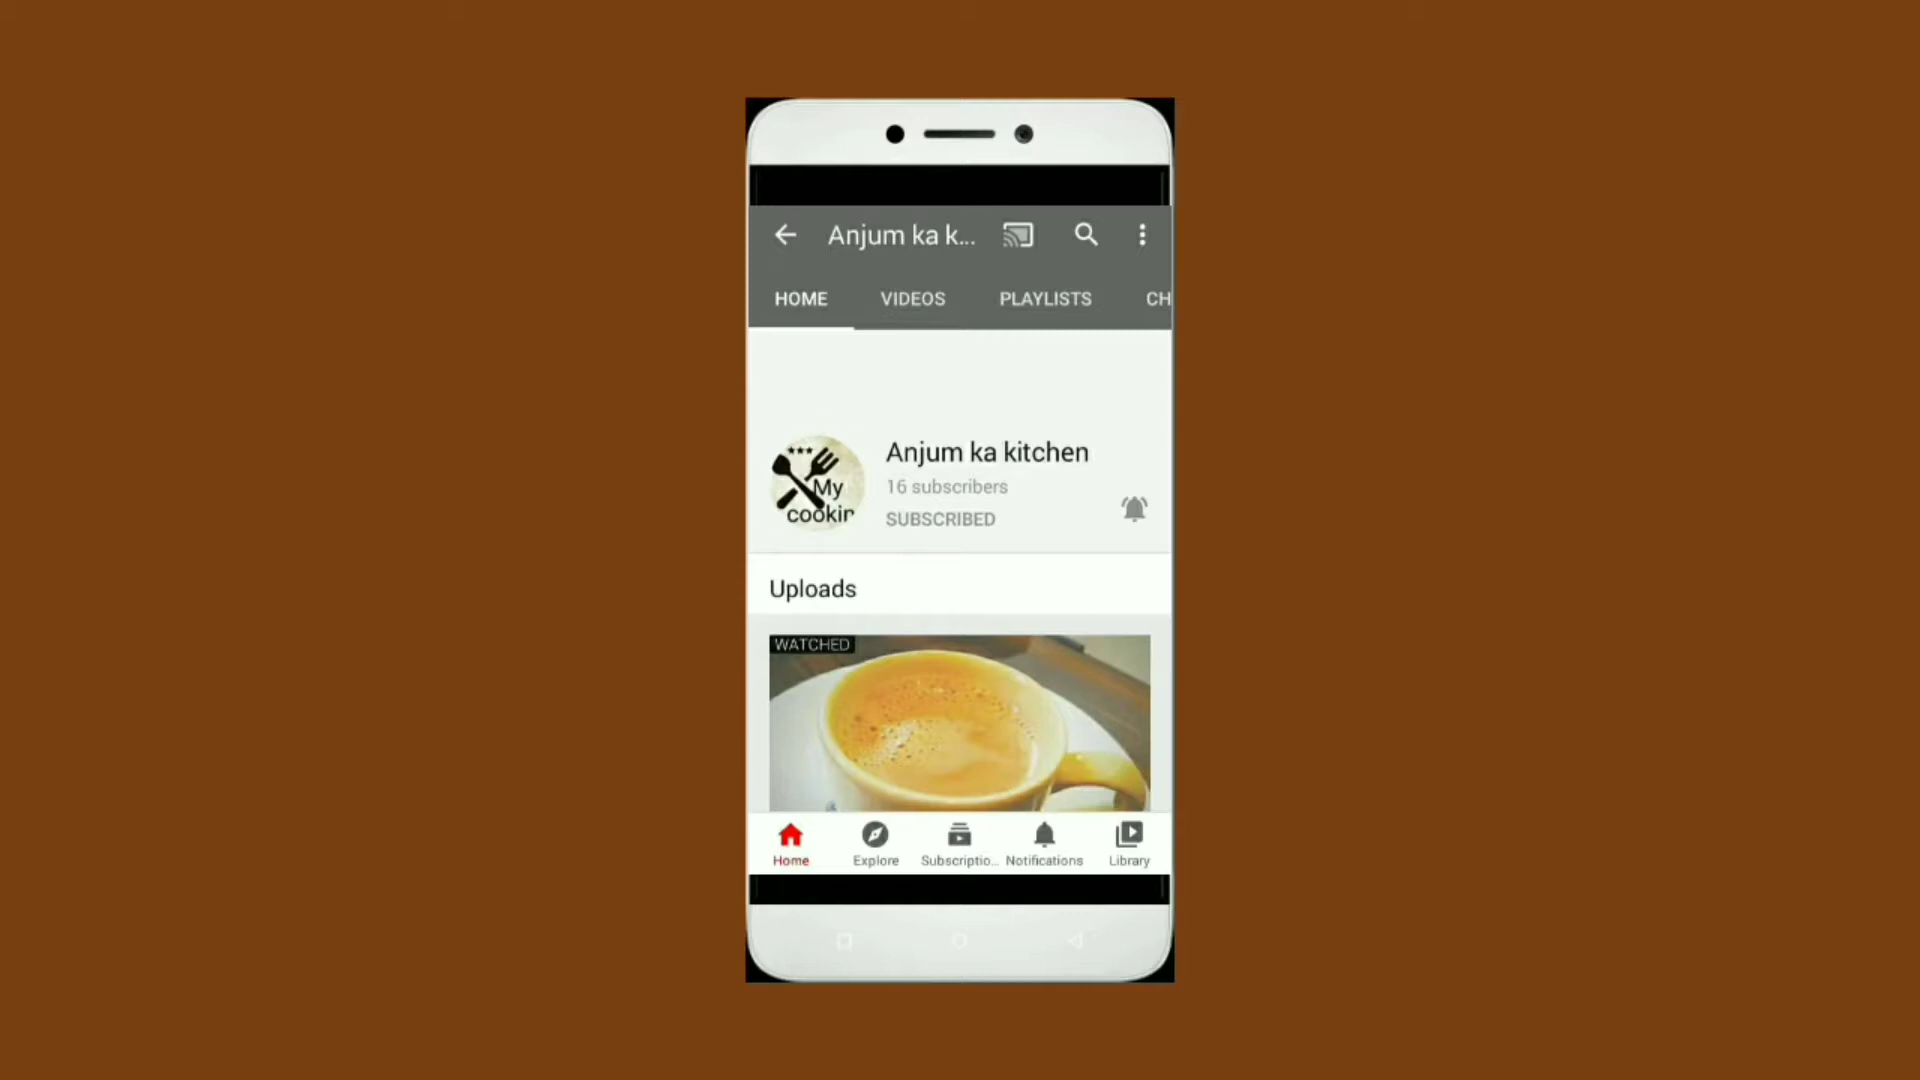 Anjum ka k...
HOME VIDEOS PLAYLISTS CH
My
cookin
Anjum ka kitchen
16 subscribers
SUBSCRIBED
Uploads
WATCHED
Home Explore Subscriptio... Notifications Library